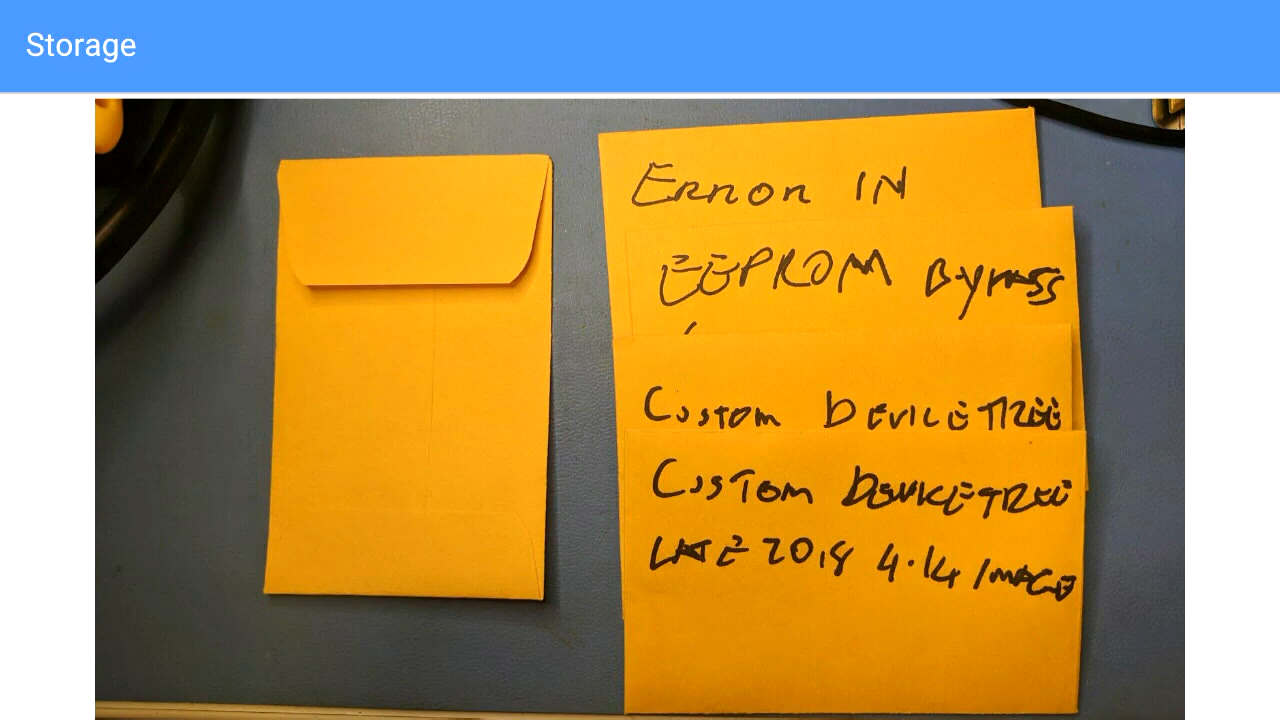 Storage
ERROR IN
EEPROM BYPASS
CUSTOM DEVICETREE
CUSTOM DEVICETREE
LATE 2018 4.14 IMAGE